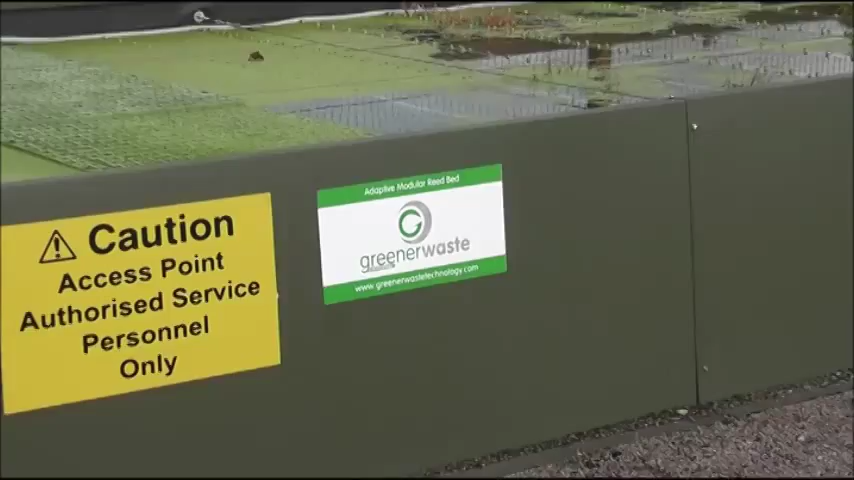 Caution
Access Point
Authorised Service
Personnel
Only
Adaptive Modular Reed Bed
greenerwaste
www.greenerwastetechnology.com